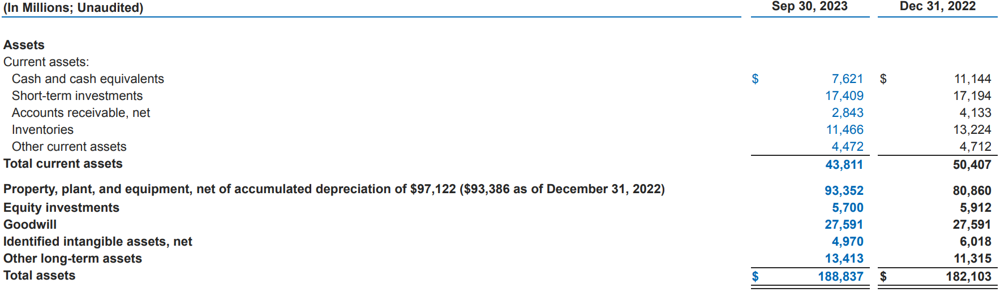 (In Millions; Unaudited) Sep 30, 2023 Dec 31, 2022
Assets
Current assets:
Cash and cash equivalents $ 7,621 $ 11,144
Short-term investments 17,409 17,194
Accounts receivable, net 2,843 4,133
Inventories 11,466 13,224
Other current assets 4,472 4,712
Total current assets 43,811 50,407
Property, plant, and equipment, net of accumulated depreciation of $97,122 ($93,386 as of December 31, 2022) 93,352 80,860
Equity investments 5,700 5,912
Goodwill 27,591 27,591
Identified intangible assets, net 4,970 6,018
Other long-term assets 13,413 11,315
Total assets $ 188,837 $ 182,103